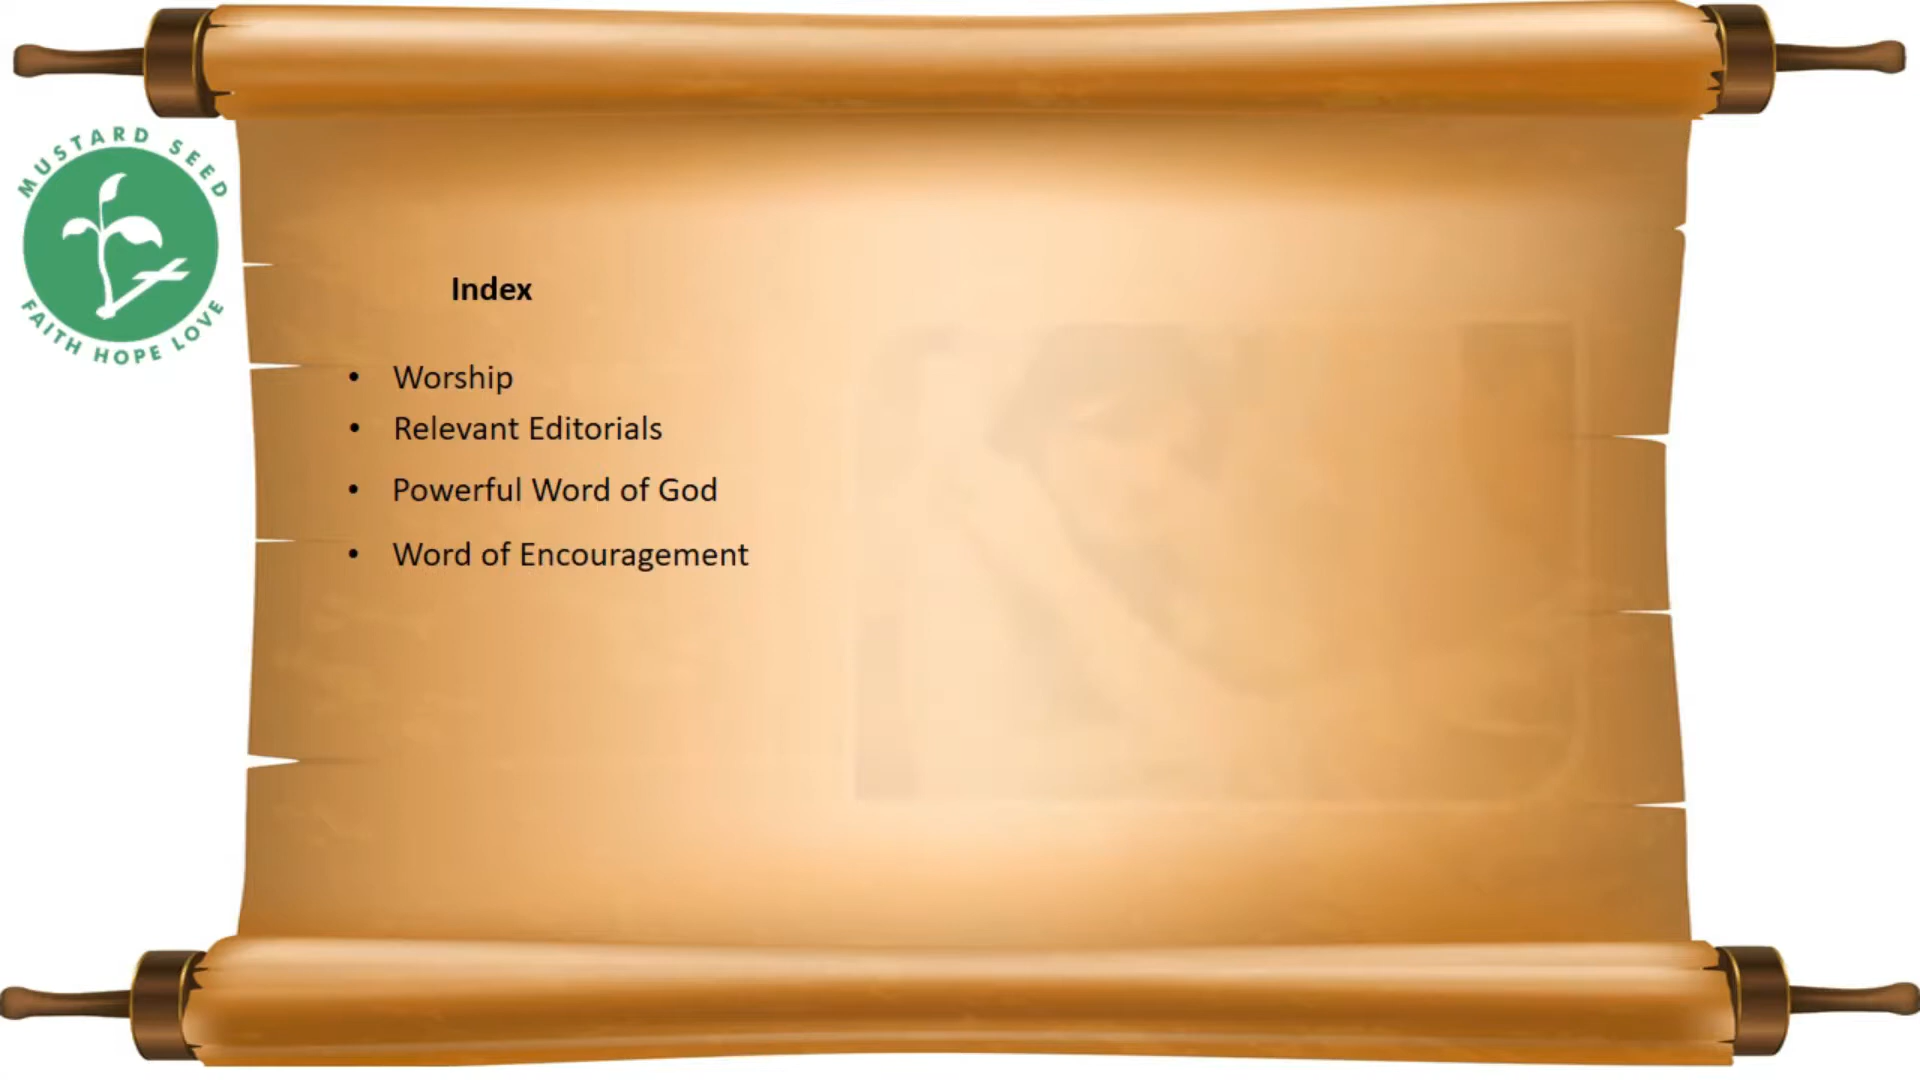 MUSTARD SEED
FAITH HOPE LOVE
Index
• Worship
• Relevant Editorials
• Powerful Word of God
• Word of Encouragement